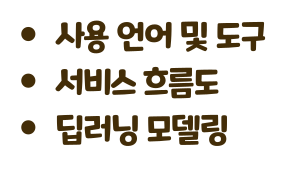 • 사용 언어 및 도구
• 서비스 흐름도
• 딥러닝 모델링